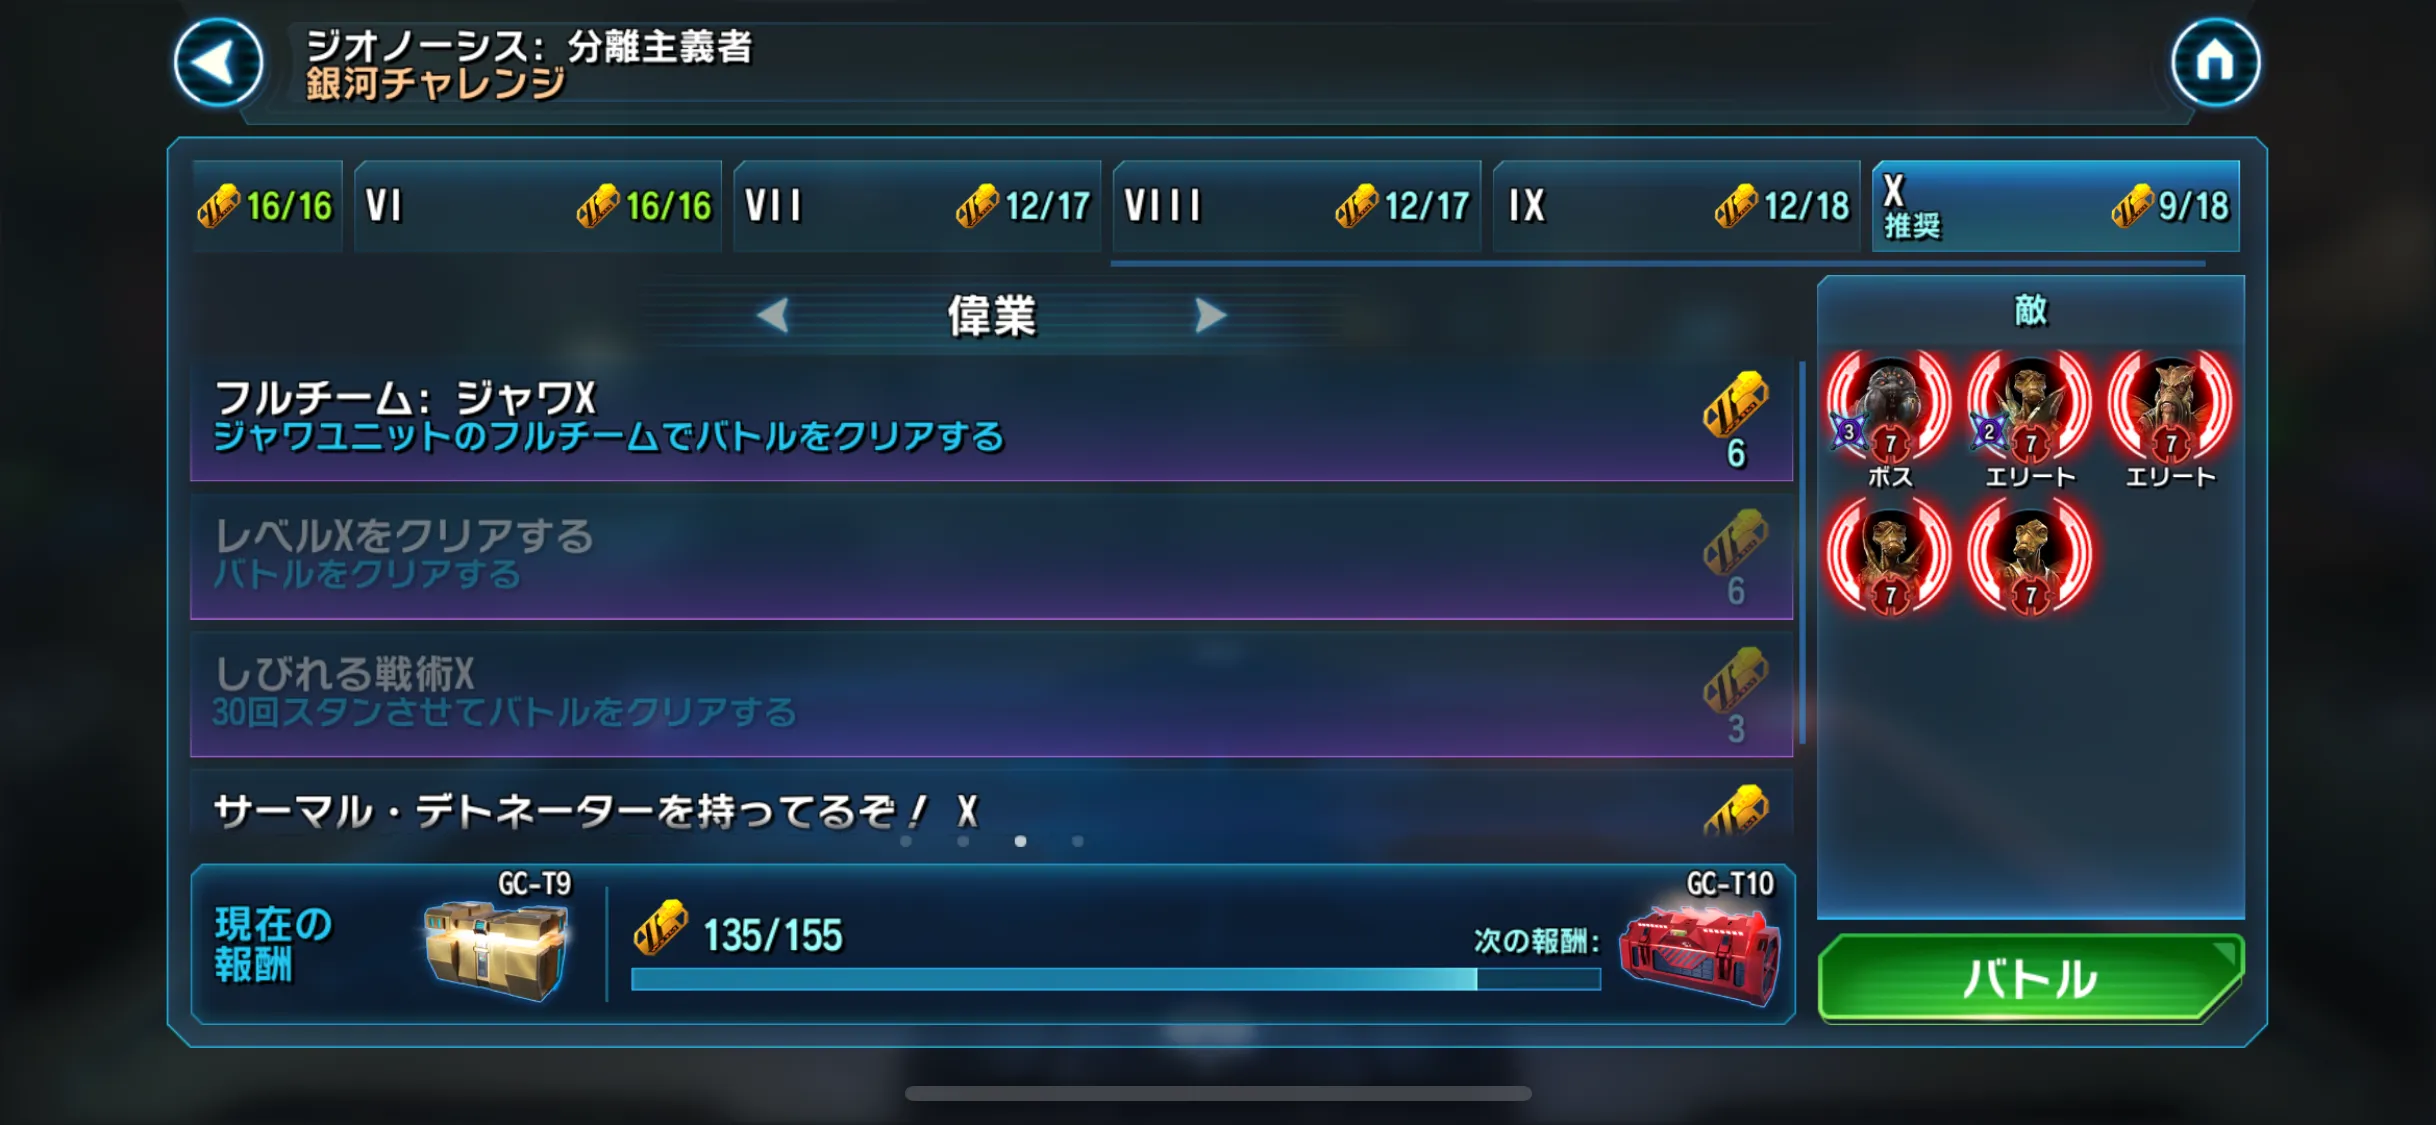 ジオノーシス：分離主義者
銀河チャレンジ
16/16
VI 16/16
VII 12/17
VIII 12/17
IX 12/18
X 9/18
推奨
偉業
敵
フルチーム：ジャワX
ジャワユニットのフルチームでバトルをクリアする
6
3 7
2 7
7
ボス
エリート
エリート
レベルXをクリアする
バトルをクリアする
6
7
7
しびれる戦術X
30回スタンさせてバトルをクリアする
3
サーマル・デトネーターを持ってるぞ！ X
現在の
報酬
GC-T9
135/155
次の報酬：
GC-T10
バトル